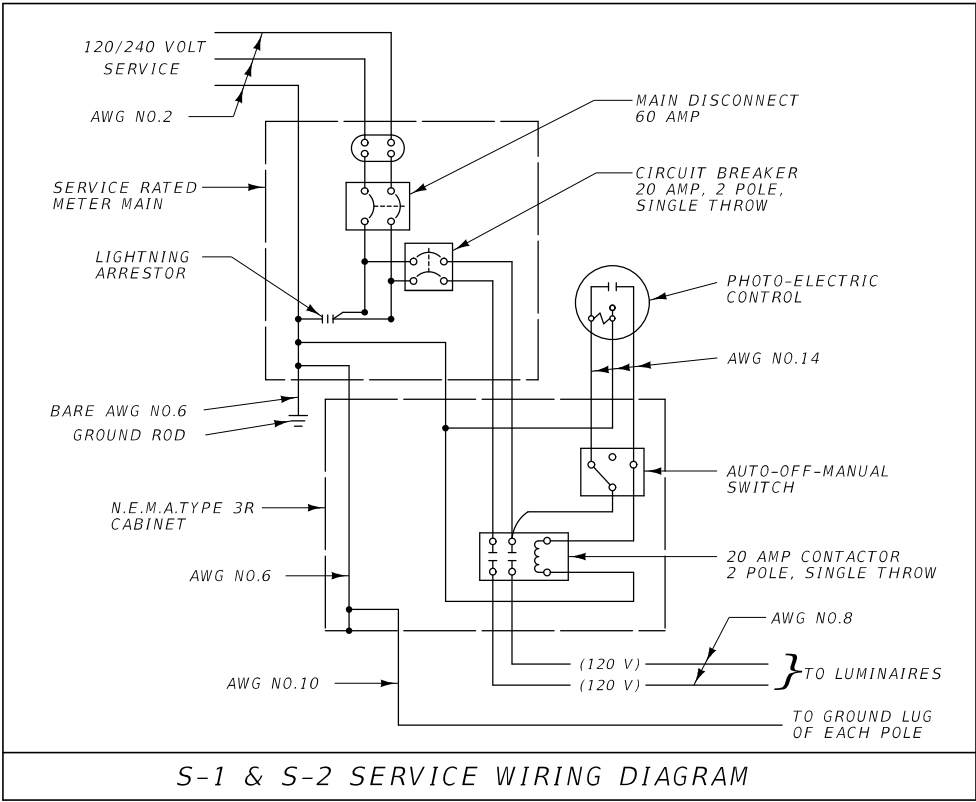 120/240 VOLT
SERVICE
AWG NO.2
MAIN DISCONNECT
60 AMP
CIRCUIT BREAKER
20 AMP, 2 POLE,
SINGLE THROW
SERVICE RATED
METER MAIN
LIGHTNING
ARRESTOR
PHOTO-ELECTRIC
CONTROL
AWG NO.14
BARE AWG NO.6
GROUND ROD
AUTO-OFF-MANUAL
SWITCH
N.E.M.A.TYPE 3R
CABINET
20 AMP CONTACTOR
2 POLE, SINGLE THROW
AWG NO.6
AWG NO.8
(120 V)
(120 V)
TO LUMINAIRES
AWG NO.10
TO GROUND LUG
OF EACH POLE
S-1 & S-2 SERVICE WIRING DIAGRAM